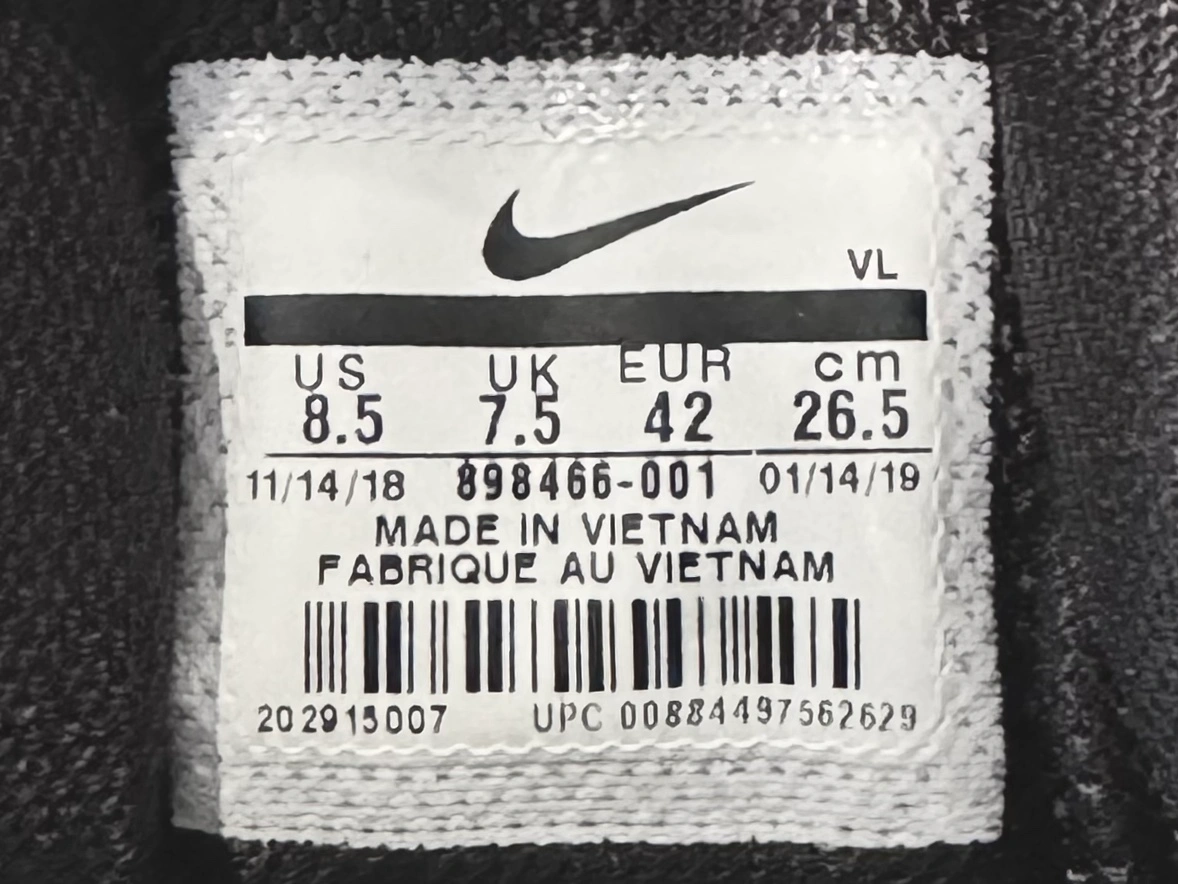 VL
US UK EUR cm
8.5 7.5 42 26.5
11/14/18 898466-001 01/14/19
MADE IN VIETNAM
FABRIQUE AU VIETNAM
202915007 UPC 00884497562629